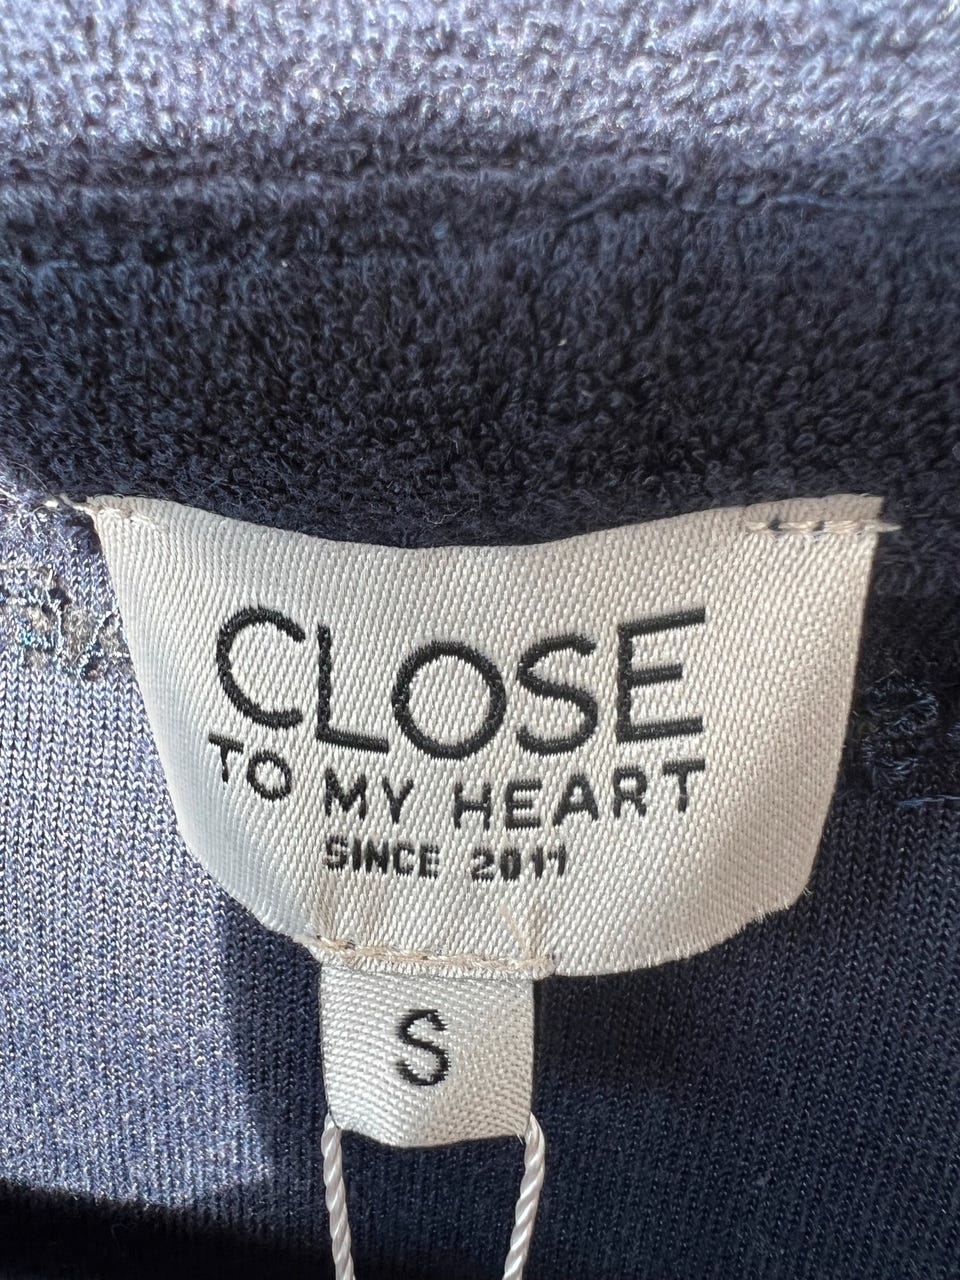 CLOSE
TO MY HEART
SINCE 2011
S